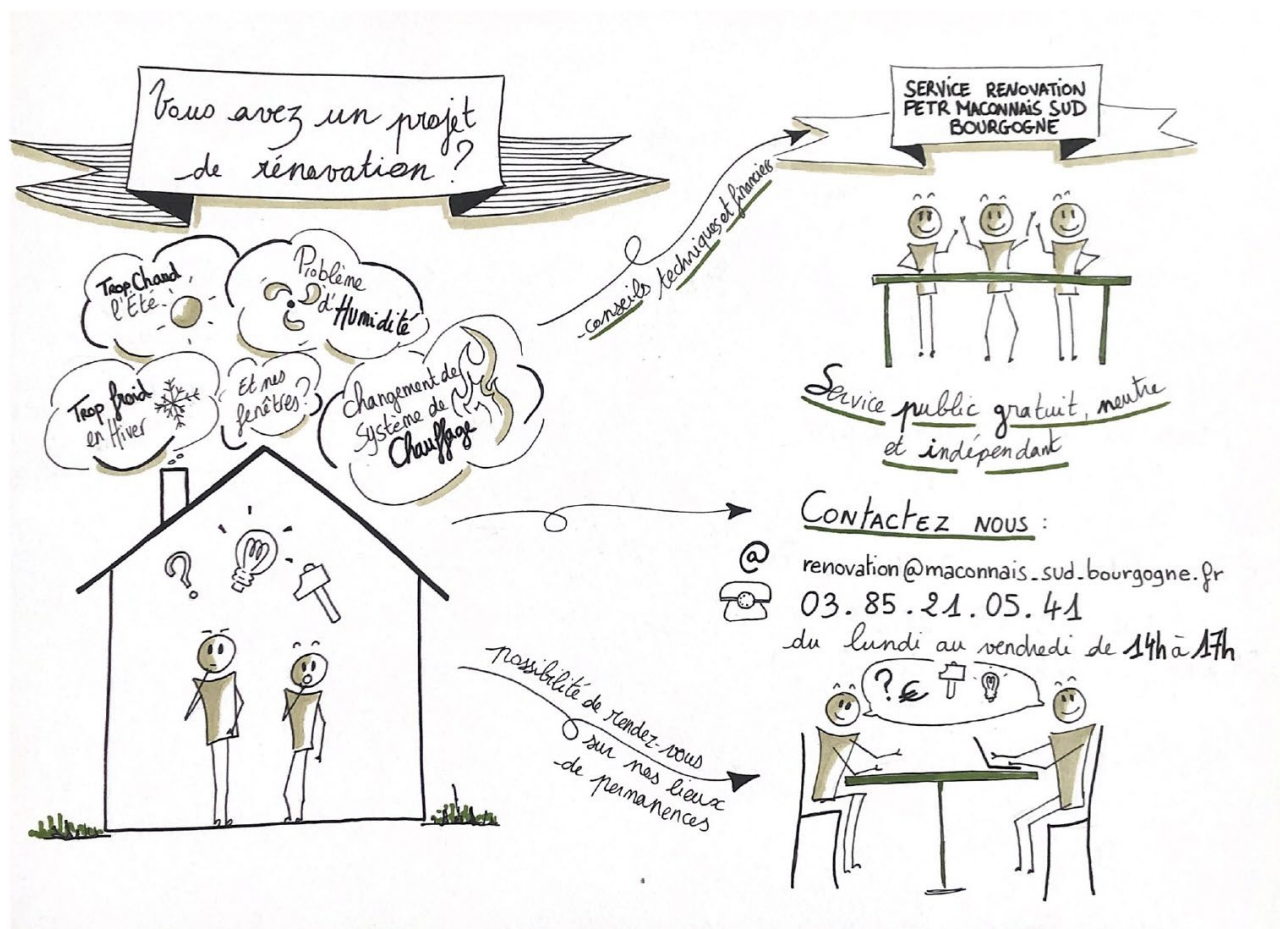 Vous avez un projet
de rénovation ?
SERVICE RENOVATION
PETR MACONNAIS SUD
BOURGOGNE
conseils techniques et financiers
Trop Chaud
l'Eté
Problème
d'Humidité
Trop froid
en Hiver
Et nos
fenêtres?
Changement de
système de
Chauffage
Service public gratuit, neutre
et indépendant
CONTACTEZ NOUS :
@ renovation@maconnais_sud_bourgogne.fr
03.85.21.05.41
du lundi au vendredi de 14h à 17h
possibilité de rendez-vous
sur nos lieux
de permanences
? €
?